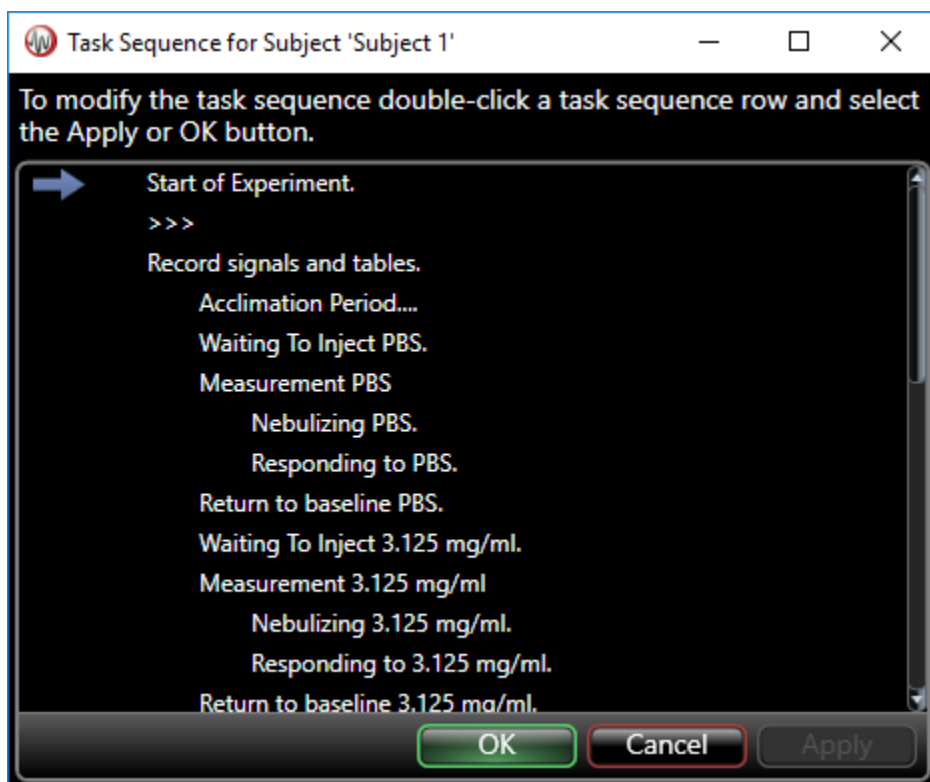 Task Sequence for Subject 'Subject 1'
To modify the task sequence double-click a task sequence row and select
the Apply or OK button.
Start of Experiment.
>>>
Record signals and tables.
Acclimation Period....
Waiting To Inject PBS.
Measurement PBS
Nebulizing PBS.
Responding to PBS.
Return to baseline PBS.
Waiting To Inject 3.125 mg/ml.
Measurement 3.125 mg/ml
Nebulizing 3.125 mg/ml.
Responding to 3.125 mg/ml.
Return to baseline 3.125 mg/ml.
OK Cancel Apply